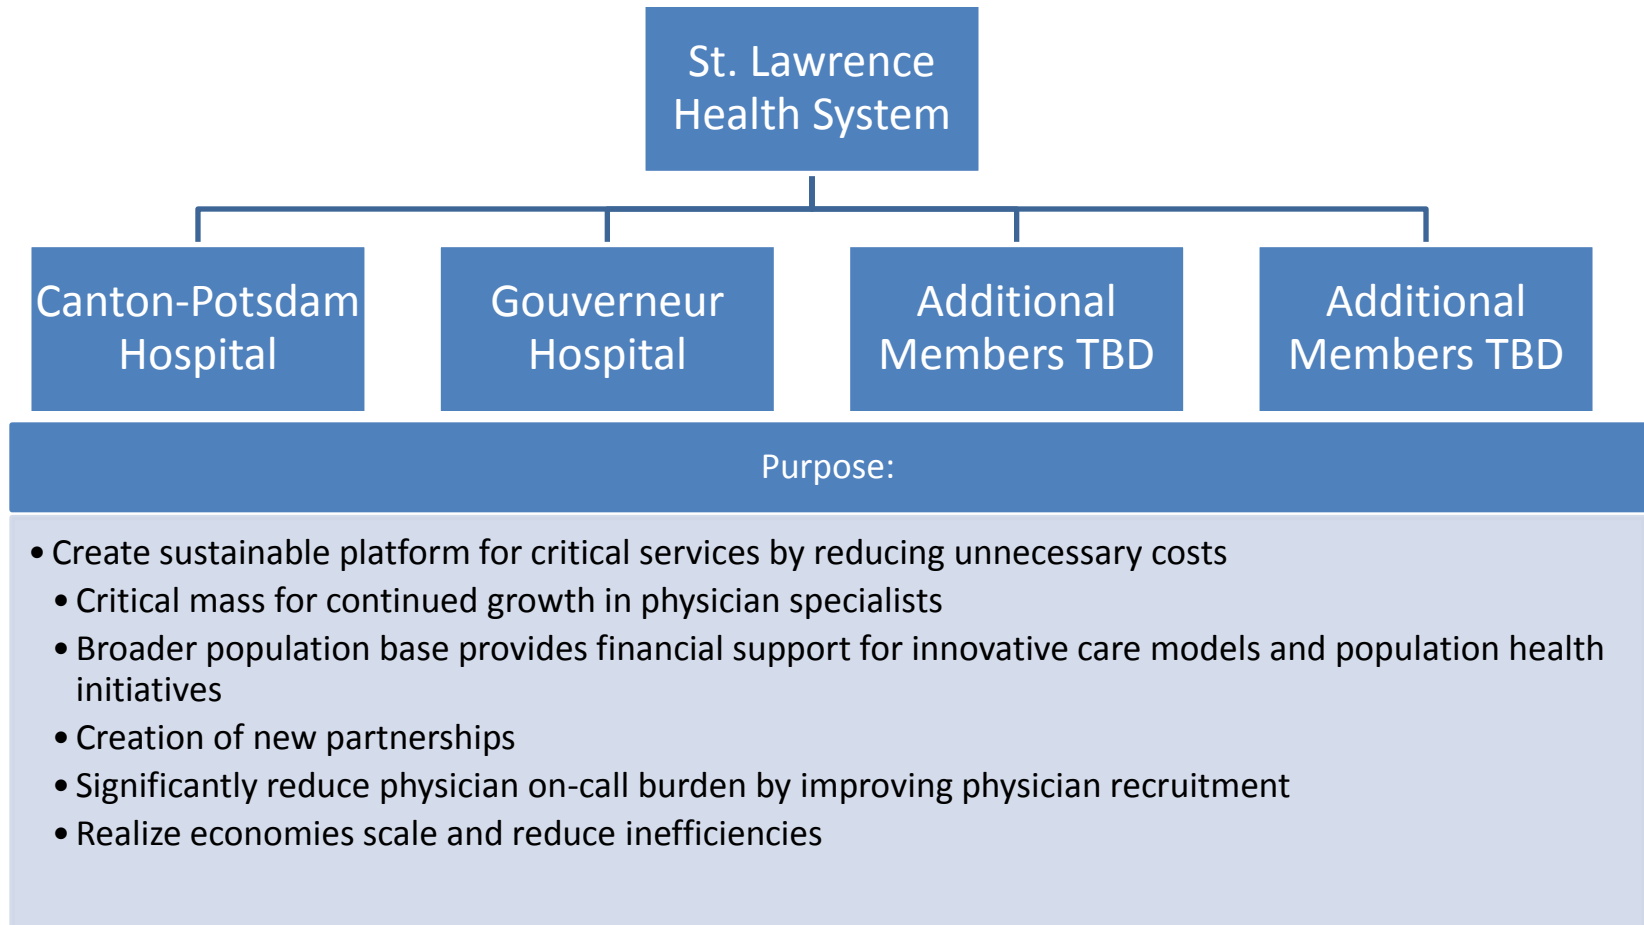 St. Lawrence
Health System
Canton-Potsdam
Hospital
Gouverneur
Hospital
Additional
Members TBD
Additional
Members TBD
Purpose:
• Create sustainable platform for critical services by reducing unnecessary costs
• Critical mass for continued growth in physician specialists
• Broader population base provides financial support for innovative care models and population health
initiatives
• Creation of new partnerships
• Significantly reduce physician on-call burden by improving physician recruitment
• Realize economies scale and reduce inefficiencies